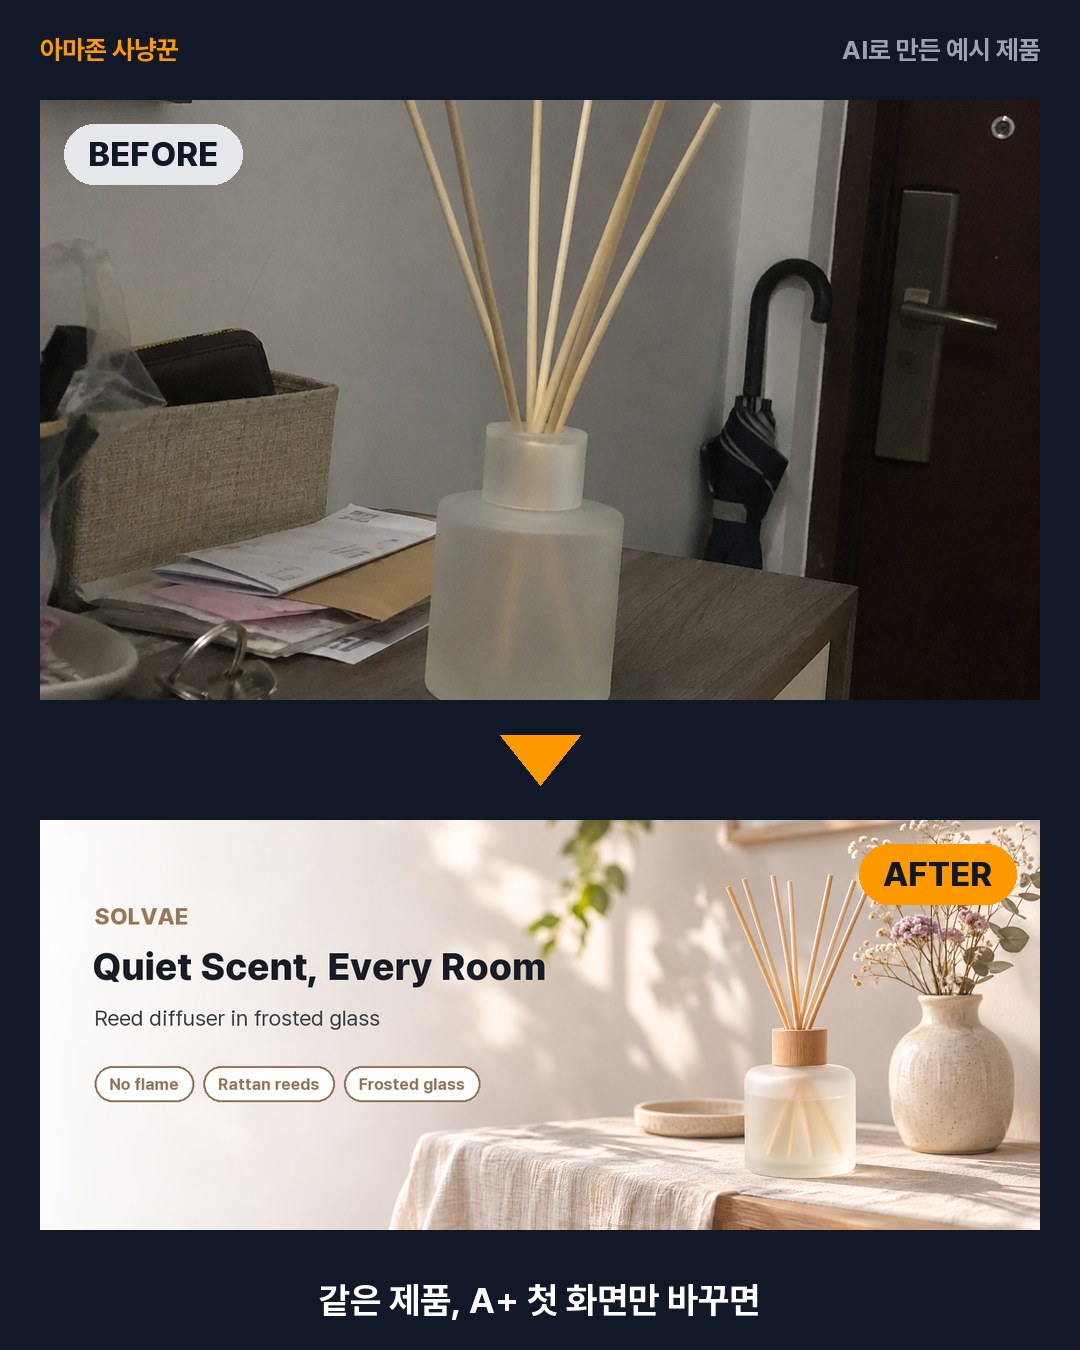 아마존 사냥꾼
AI로 만든 예시 제품
BEFORE
AFTER
SOLVAE
Quiet Scent, Every Room
Reed diffuser in frosted glass
No flame
Rattan reeds
Frosted glass
같은 제품, A+ 첫 화면만 바꾸면